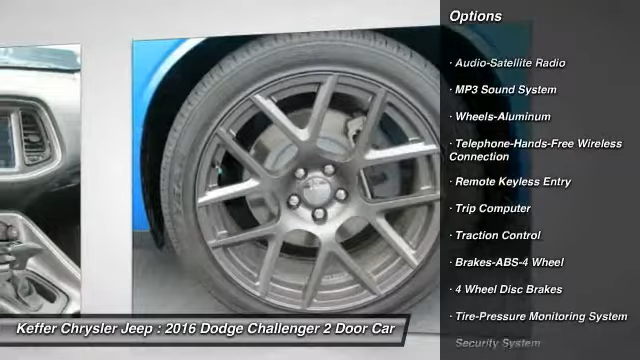 Options
· Audio-Satellite Radio
· MP3 Sound System
· Wheels-Aluminum
· Telephone-Hands-Free Wireless
Connection
· Remote Keyless Entry
· Trip Computer
· Traction Control
· Brakes-ABS-4 Wheel
· 4 Wheel Disc Brakes
· Tire-Pressure Monitoring System
· Security System
Keffer Chrysler Jeep : 2016 Dodge Challenger 2 Door Car